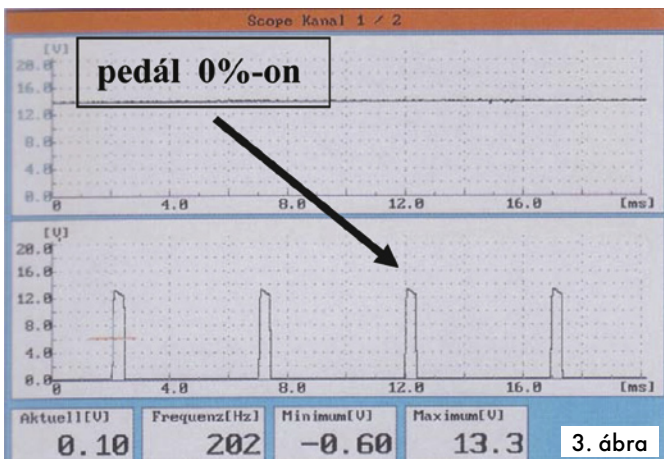 Scope Kanal 1 / 2
[V]
20.0
pedál 0%-on
16.0
12.0
8.0
4.0
0.0
0 4.0 8.0 12.0 16.0 [ms]
[V]
20.0
16.0
12.0
8.0
4.0
0.0
0 4.0 8.0 12.0 16.0 [ms]
Aktuell[V] Frequenz[Hz] Minimum[V] Maximum[V]
0.10 202 -0.60 13.3
3. ábra